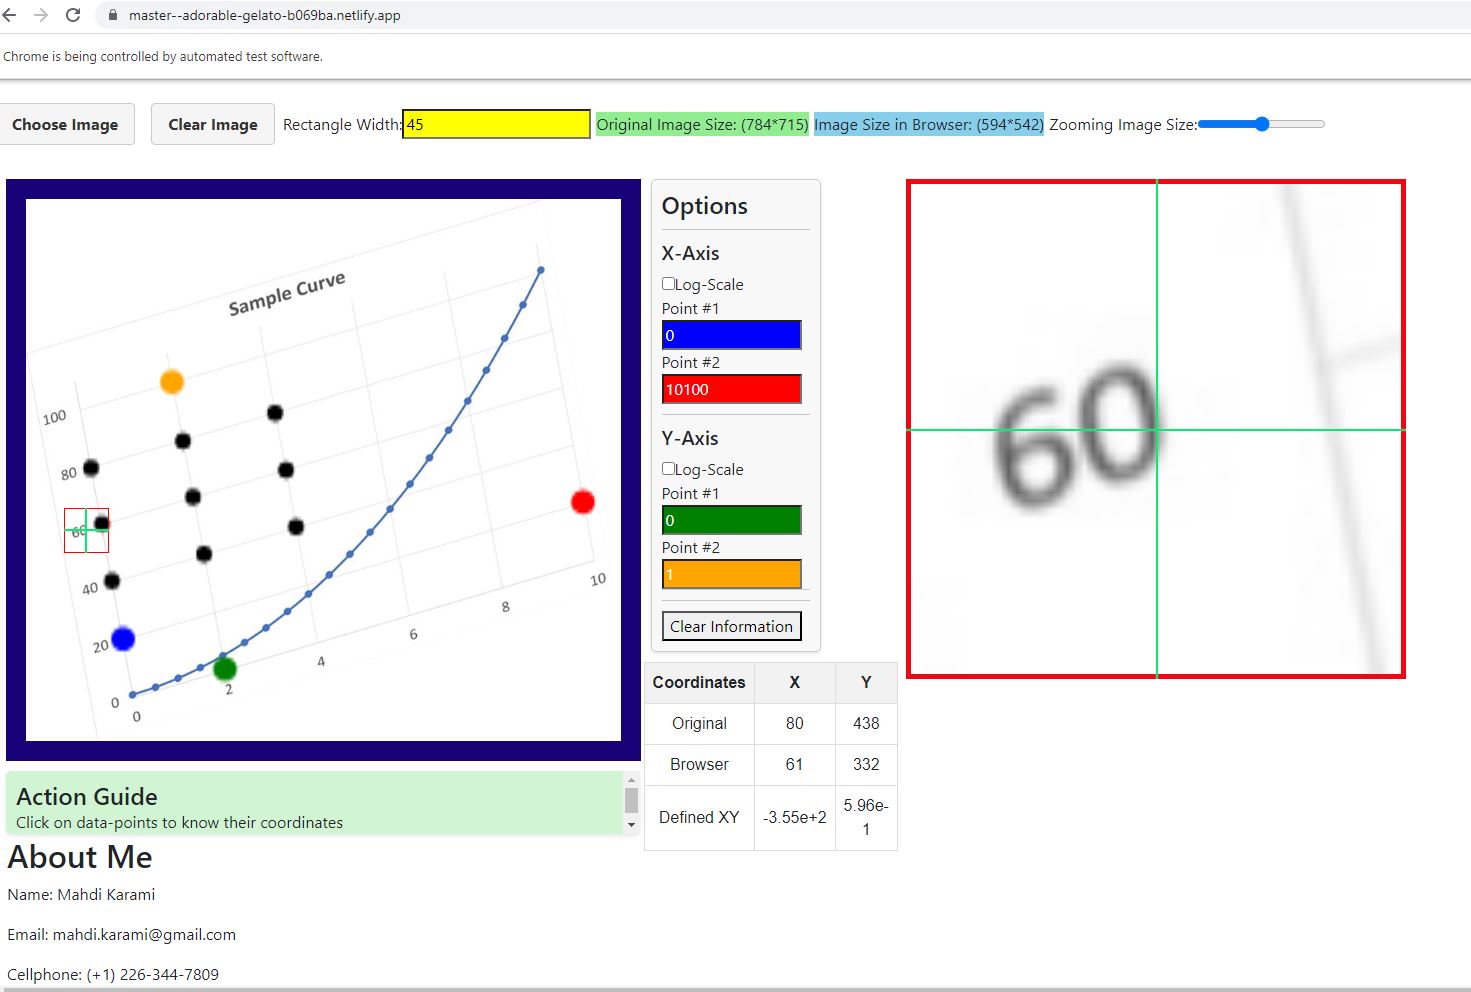 master--adorable-gelato-b069ba.netlify.app
Chrome is being controlled by automated test software.
Choose Image Clear Image Rectangle Width: 45 Original Image Size: (784*715) Image Size in Browser: (594*542) Zooming Image Size:
Sample Curve
100
80
60
40
20
0
0
2
4
6
8
10
Options
X-Axis
Log-Scale
Point #1
0
Point #2
10100
Y-Axis
Log-Scale
Point #1
0
Point #2
1
Clear Information
60
Coordinates X Y
Original 80 438
Browser 61 332
Defined XY -3.55e+2 5.96e-
1
Action Guide
Click on data-points to know their coordinates
About Me
Name: Mahdi Karami
Email: mahdi.karami@gmail.com
Cellphone: (+1) 226-344-7809